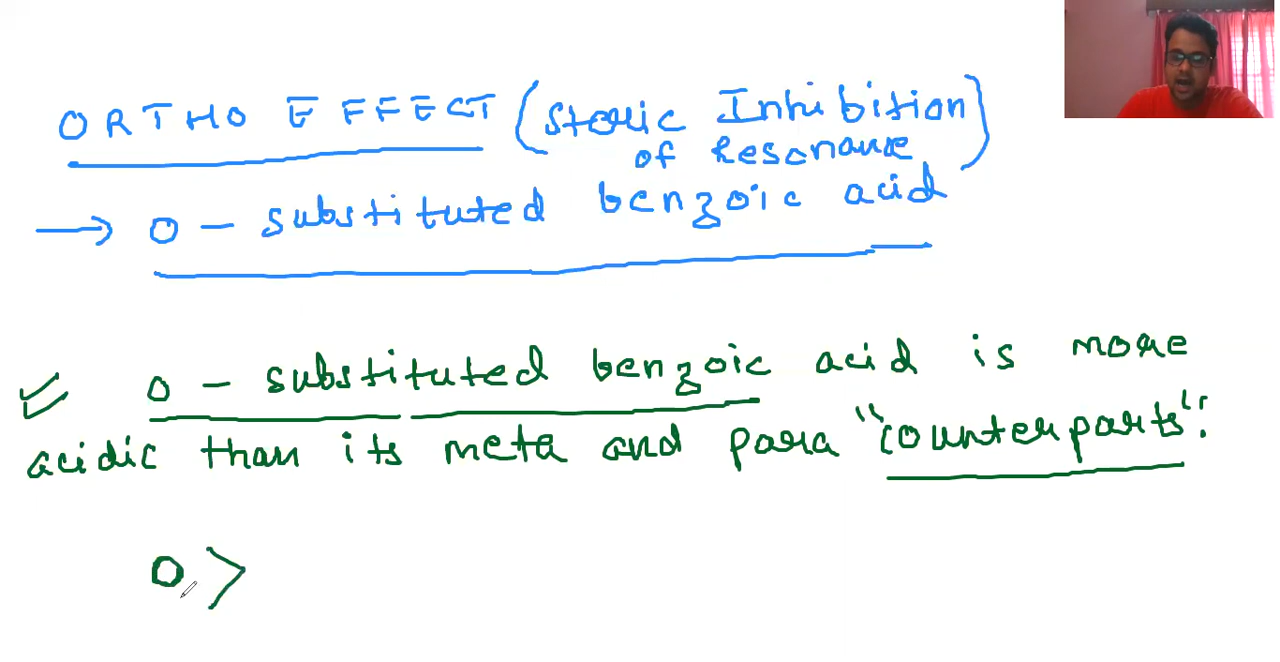 ORTHO EFFECT (Steric Inhibition
of Resonance)
→ o - substituted benzoic acid
✓ o - substituted benzoic acid is more
acidic than its meta and para "counterparts".
o >